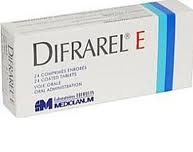 DIFRAREL® E
24 COMPRIMÉS ENROBÉS
24 COATED TABLETS
VOIE ORALE
ORAL ADMINISTRATION
MEDIOLANUM